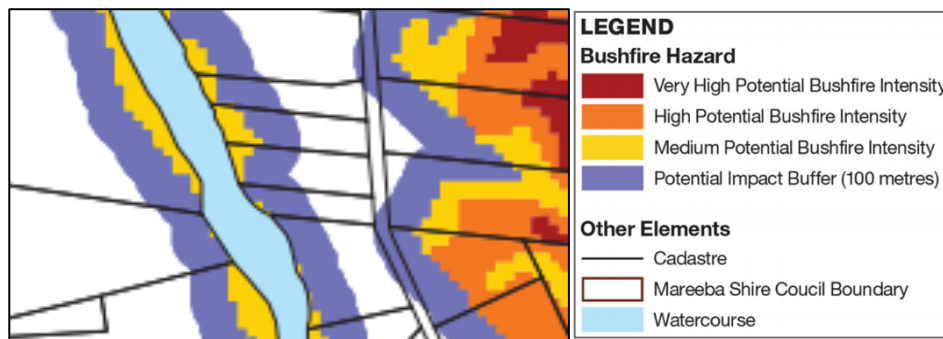 LEGEND
Bushfire Hazard
Very High Potential Bushfire Intensity
High Potential Bushfire Intensity
Medium Potential Bushfire Intensity
Potential Impact Buffer (100 metres)
Other Elements
Cadastre
Mareeba Shire Coucil Boundary
Watercourse